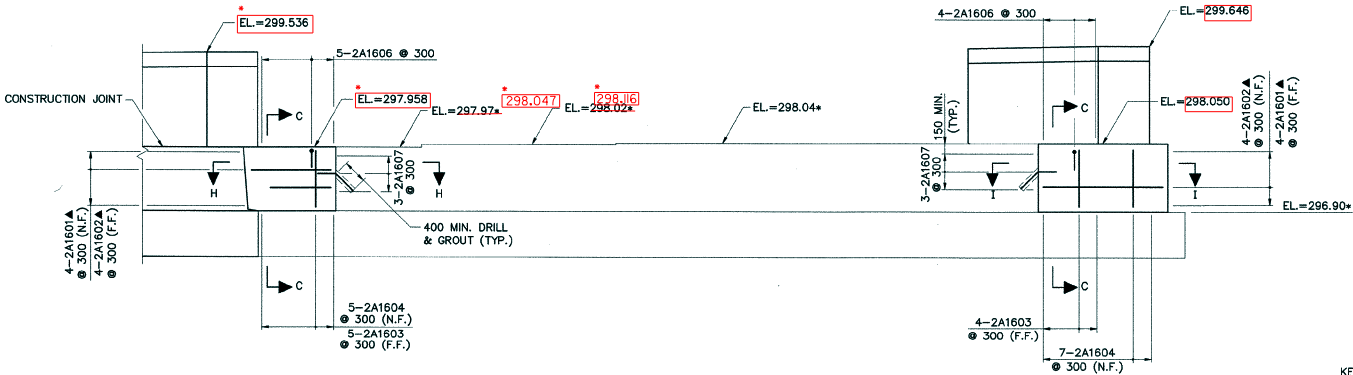 *
EL.=299.536
4-2A1606 @ 300
EL.=299.646
5-2A1606 @ 300
CONSTRUCTION JOINT
*
EL.=297.958
*
298.047
*
298.116
EL.=297.97*
EL.=298.02*
EL.=298.04*
C
C
150 MIN.
(TYP.)
EL.=298.050
4-2A1602▲
@ 300 (N.F.)
4-2A1601▲
@ 300 (F.F.)
H
H
3-2A1607
@ 300
3-2A1607
@ 300
I
I
EL.=296.90*
4-2A1601▲
@ 300 (N.F.)
4-2A1602▲
@ 300 (F.F.)
400 MIN. DRILL
& GROUT (TYP.)
C
C
5-2A1604
@ 300 (N.F.)
5-2A1603
@ 300 (F.F.)
4-2A1603
@ 300 (F.F.)
7-2A1604
@ 300 (N.F.)